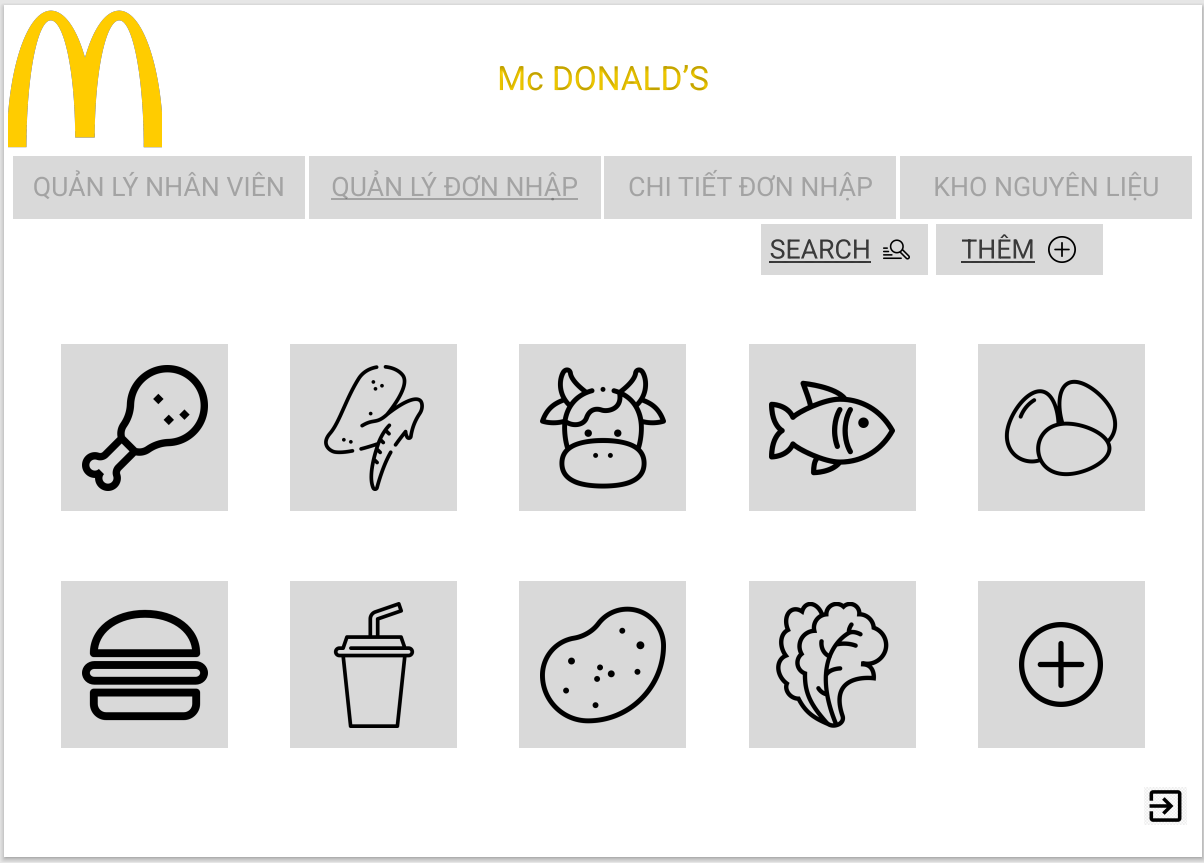 Mc DONALD’S
QUẢN LÝ NHÂN VIÊN
QUẢN LÝ ĐƠN NHẬP
CHI TIẾT ĐƠN NHẬP
KHO NGUYÊN LIỆU
SEARCH
THÊM